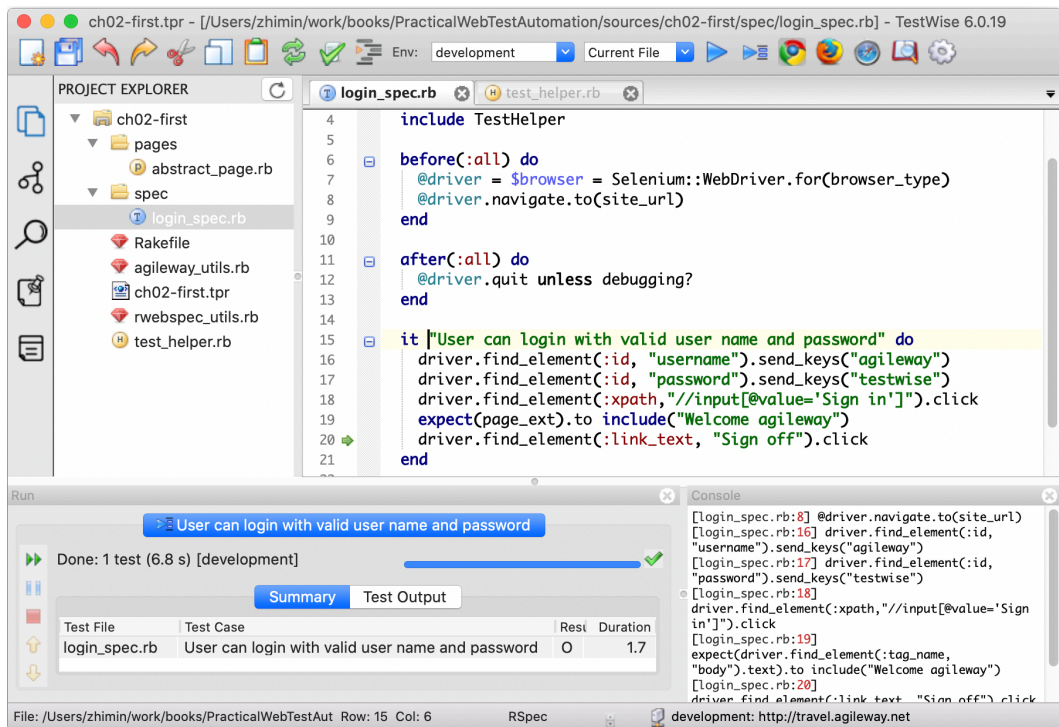 ch02-first.tpr - [/Users/zhimin/work/books/PracticalWebTestAutomation/sources/ch02-first/spec/login_spec.rb] - TestWise 6.0.19
Env: development Current File
PROJECT EXPLORER
ch02-first
pages
abstract_page.rb
spec
login_spec.rb
Rakefile
agileway_utils.rb
ch02-first.tpr
rwebspec_utils.rb
test_helper.rb
login_spec.rb test_helper.rb
4 include TestHelper
5
6 before(:all) do
7 @driver = $browser = Selenium::WebDriver.for(browser_type)
8 @driver.navigate.to(site_url)
9 end
10
11 after(:all) do
12 @driver.quit unless debugging?
13 end
14
15 it "User can login with valid user name and password" do
16 driver.find_element(:id, "username").send_keys("agileway")
17 driver.find_element(:id, "password").send_keys("testwise")
18 driver.find_element(:xpath,"//input[@value='Sign in']").click
19 expect(page_ext).to include("Welcome agileway")
20 driver.find_element(:link_text, "Sign off").click
21 end
Run
User can login with valid user name and password
Done: 1 test (6.8 s) [development]
Summary Test Output
Test File Test Case Resu Duration
login_spec.rb User can login with valid user name and password O 1.7
Console
[login_spec.rb:8] @driver.navigate.to(site_url)
[login_spec.rb:16] driver.find_element(:id,
"username").send_keys("agileway")
[login_spec.rb:17] driver.find_element(:id,
"password").send_keys("testwise")
[login_spec.rb:18]
driver.find_element(:xpath,"//input[@value='Sign
in']").click
[login_spec.rb:19]
expect(driver.find_element(:tag_name,
"body").text).to include("Welcome agileway")
[login_spec.rb:20]
driver.find_element(:link_text, "Sign off").click
File: /Users/zhimin/work/books/PracticalWebTestAut Row: 15 Col: 6 RSpec development: http://travel.agileway.net